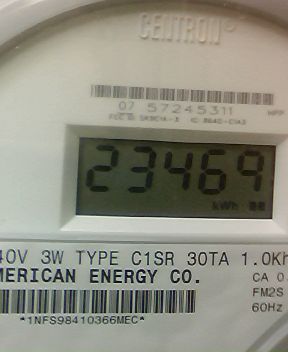 CENTRON®
07 57245311
23469
kWh
40V 3W TYPE C1SR 30TA 1.0Kh
MERICAN ENERGY CO.
CA 0.
FM2S
*1NFS98410366MEC*
60Hz